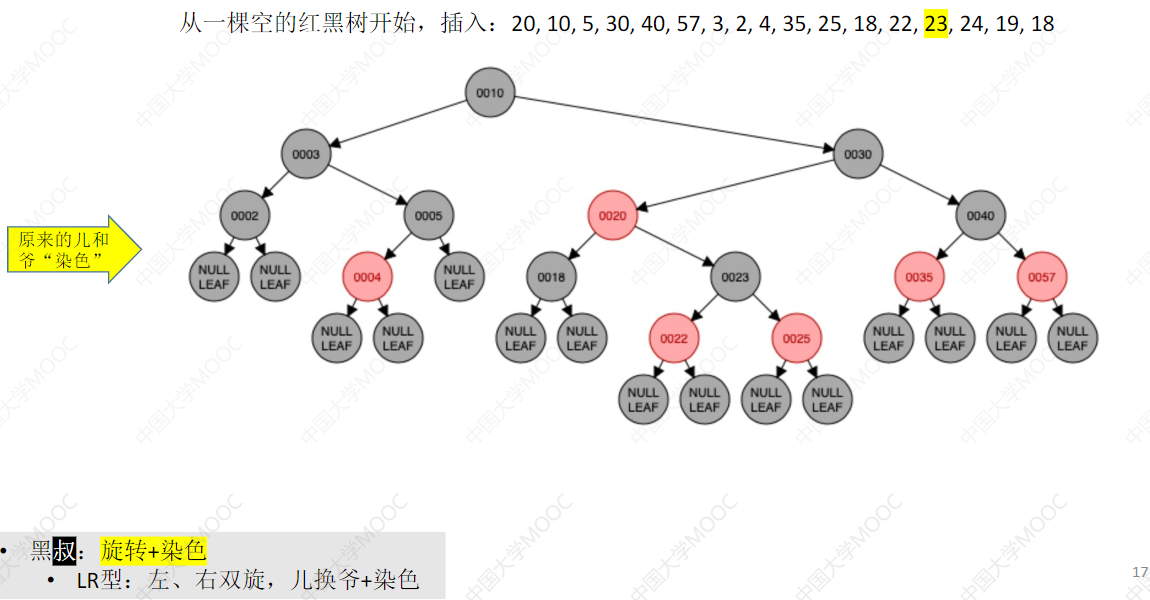 从一棵空的红黑树开始，插入：20, 10, 5, 30, 40, 57, 3, 2, 4, 35, 25, 18, 22, 23, 24, 19, 18
0010
0003
0030
0002
0005
0020
0040
原来的儿和
爷“染色”
NULL
LEAF
NULL
LEAF
0004
NULL
LEAF
0018
0023
0035
0057
NULL
LEAF
NULL
LEAF
NULL
LEAF
NULL
LEAF
0022
0025
NULL
LEAF
NULL
LEAF
NULL
LEAF
NULL
LEAF
NULL
LEAF
NULL
LEAF
NULL
LEAF
NULL
LEAF
• 黑叔：旋转+染色
• LR型：左、右双旋，儿换爷+染色
17
中国大学MOOC